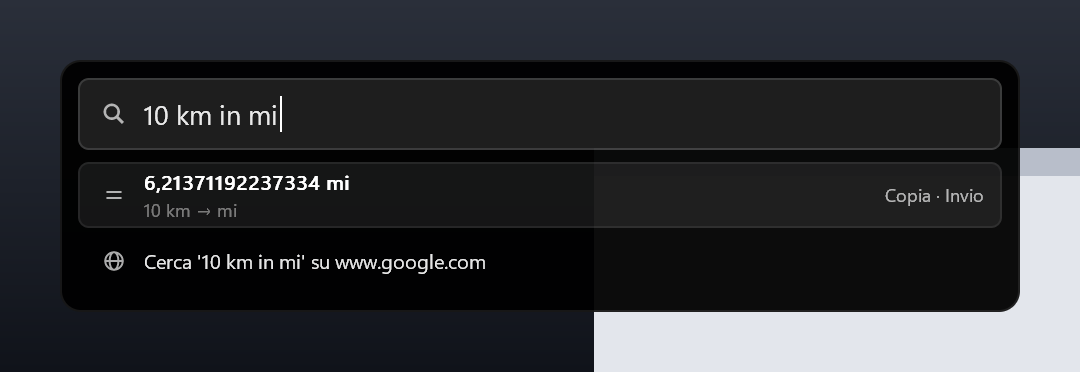 10 km in mi
6,21371192237334 mi
10 km → mi
Copia · Invio
Cerca '10 km in mi' su www.google.com